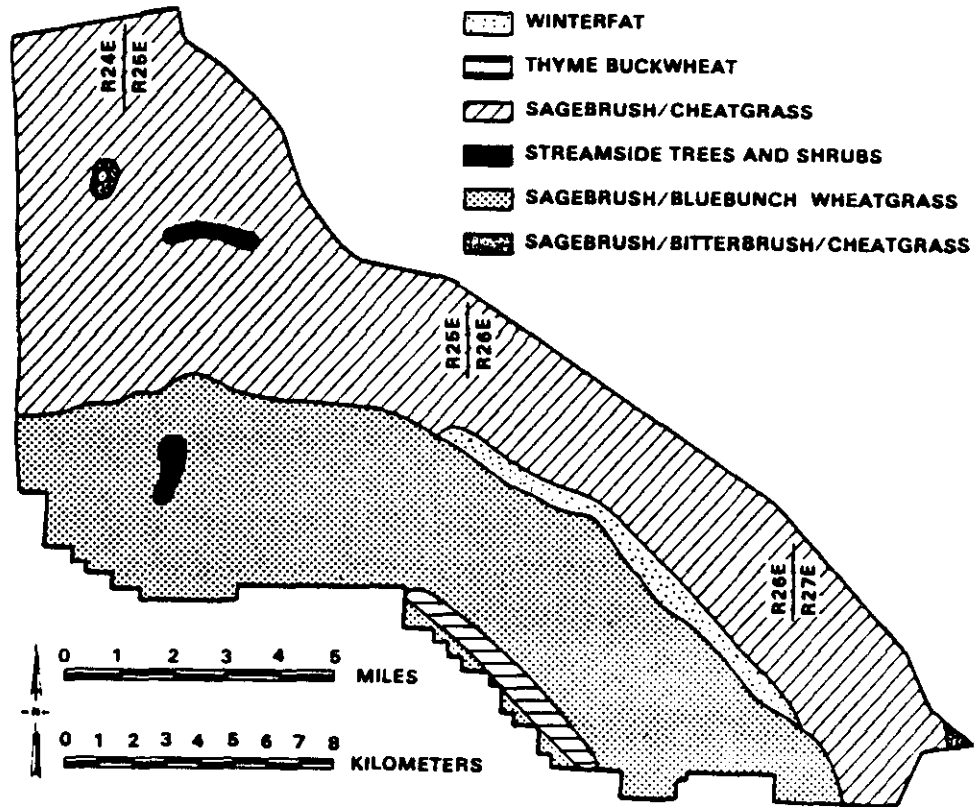 WINTERFAT
THYME BUCKWHEAT
SAGEBRUSH/CHEATGRASS
STREAMSIDE TREES AND SHRUBS
SAGEBRUSH/BLUEBUNCH WHEATGRASS
SAGEBRUSH/BITTERBRUSH/CHEATGRASS
R24E
R25E
R25E
R26E
R26E
R27E
0 1 2 3 4 5
MILES
N
0 1 2 3 4 5 6 7 8
KILOMETERS